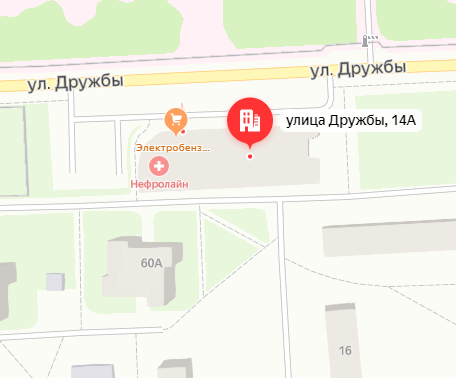 ул. Дружбы
ул. Дружбы
улица Дружбы, 14А
Электробенз...
Нефролайн
60А
16